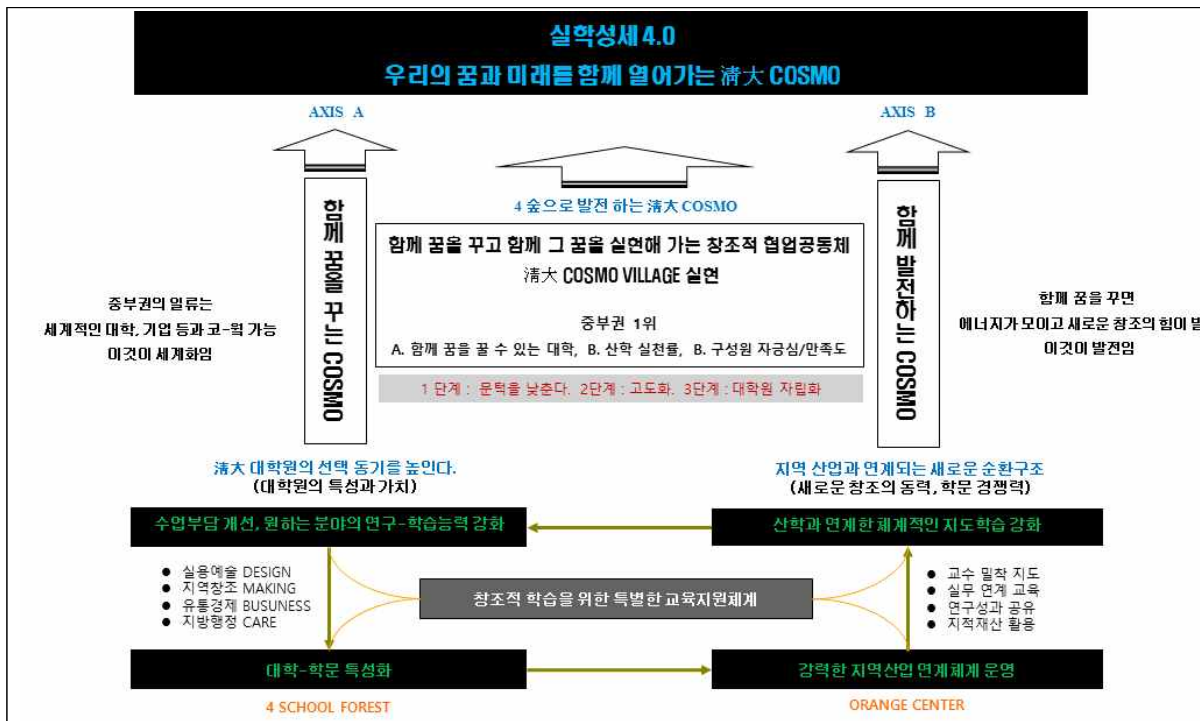 실학성세 4.0
우리의 꿈과 미래를 함께 열어가는 淸大 COSMO
AXIS A
AXIS B
4 숲으로 발전 하는 淸大 COSMO
함께 꿈을 꾸는 COSMO
함께 꿈을 꾸고 함께 그 꿈을 실현해 가는 창조적 협업공동체
淸大 COSMO VILLAGE 실현
중부권 1위
A. 함께 꿈을 꿀 수 있는 대학, B. 산학 실천률, B. 구성원 자긍심/만족도
1 단계 : 문턱을 낮춘다. 2단계 : 고도화. 3단계 : 대학원 자립화
함께 발전하는 COSMO
중부권의 일류는
세계적인 대학, 기업 등과 코-웍 가능
이것이 세계화임
함께 꿈을 꾸면
에너지가 모이고 새로운 창조의 힘이 발
이것이 발전임
淸大 대학원의 선택 동기를 높인다.
(대학원의 특성과 가치)
지역 산업과 연계되는 새로운 순환구조
(새로운 창조의 동력, 학문 경쟁력)
수업부담 개선, 원하는 분야의 연구-학습능력 강화
산학과 연계한 체계적인 지도학습 강화
● 실용예술 DESIGN
● 지역창조 MAKING
● 유통경제 BUSUNESS
● 지방행정 CARE
창조적 학습을 위한 특별한 교육지원체계
● 교수 밀착 지도
● 실무 연계 교육
● 연구성과 공유
● 지적재산 활용
대학-학문 특성화
강력한 지역산업 연계체계 운영
4 SCHOOL FOREST
ORANGE CENTER